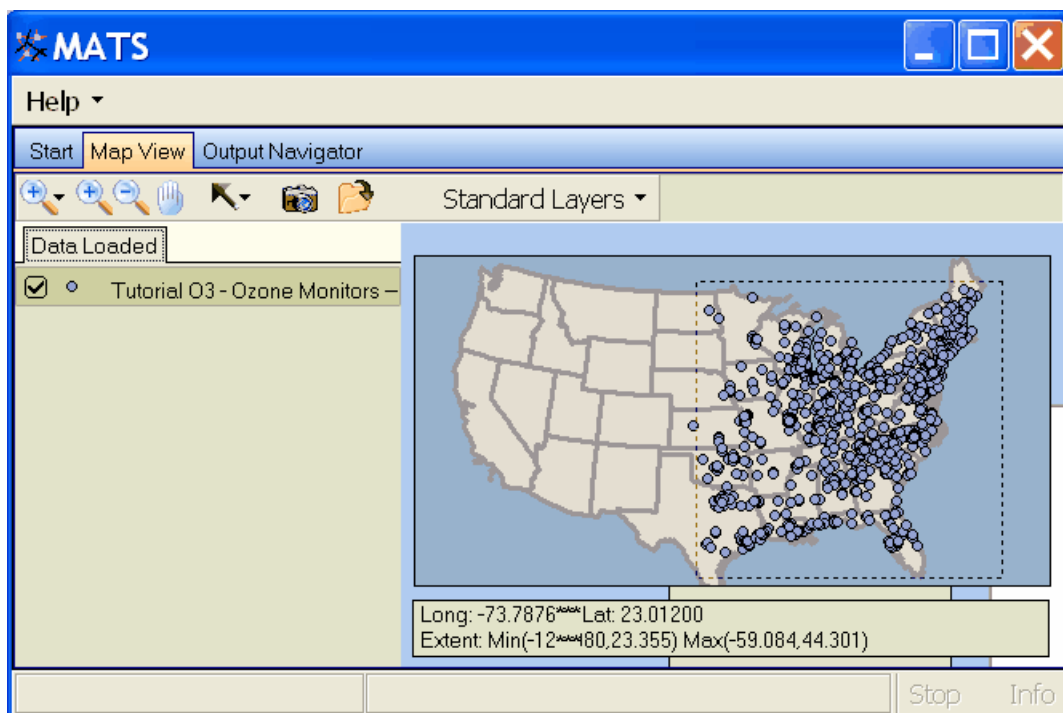 MATS
Help
Start Map View Output Navigator
Standard Layers
Data Loaded
Tutorial O3 - Ozone Monitors –
Long: -73.7876***Lat: 23.01200
Extent: Min(-12***480,23.355) Max(-59.084,44.301)
Stop Info